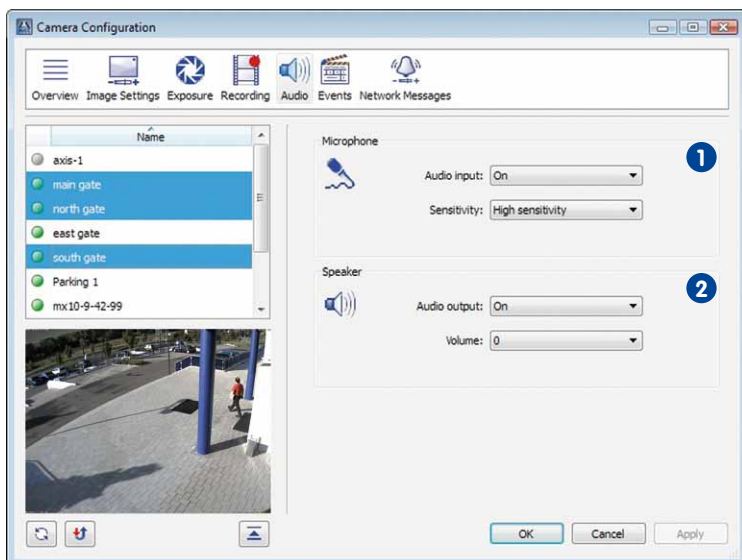 Camera Configuration
Overview Image Settings Exposure Recording Audio Events Network Messages
Name
axis-1
main gate
north gate
east gate
south gate
Parking 1
mx10-9-42-99
Microphone
1
Audio input: On
Sensitivity: High sensitivity
Speaker
2
Audio output: On
Volume: 0
OK Cancel Apply